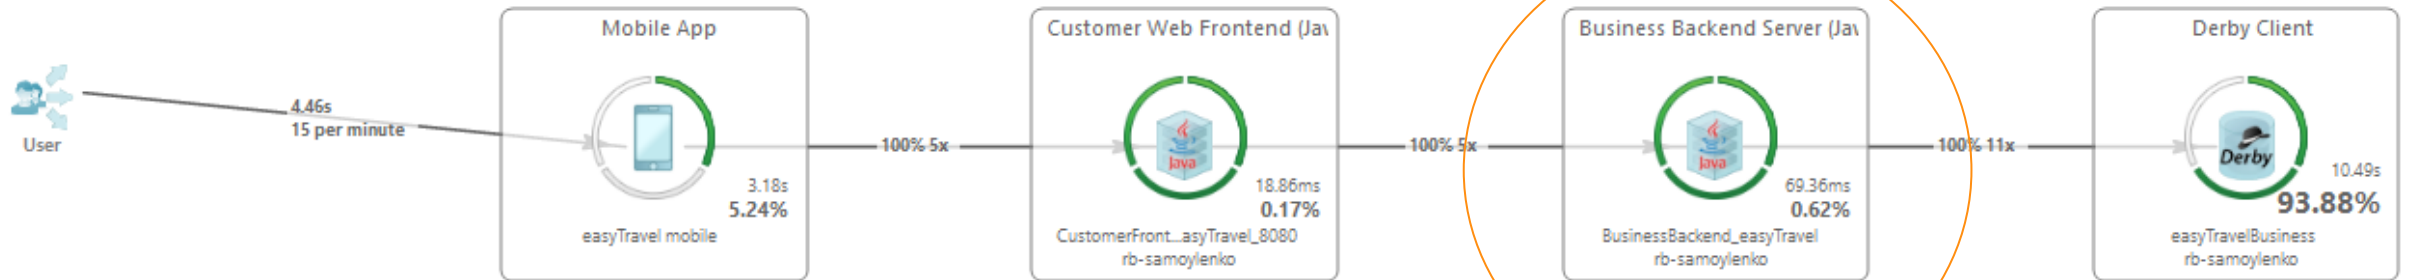 User
4.46s
15 per minute
Mobile App
3.18s
5.24%
easyTravel mobile
100% 5x
Customer Web Frontend (Jav
Java
18.86ms
0.17%
CustomerFront...asyTravel_8080
rb-samoylenko
100% 5x
Business Backend Server (Jav
Java
69.36ms
0.62%
BusinessBackend_easyTravel
rb-samoylenko
100% 11x
Derby Client
Derby
10.49s
93.88%
easyTravelBusiness
rb-samoylenko